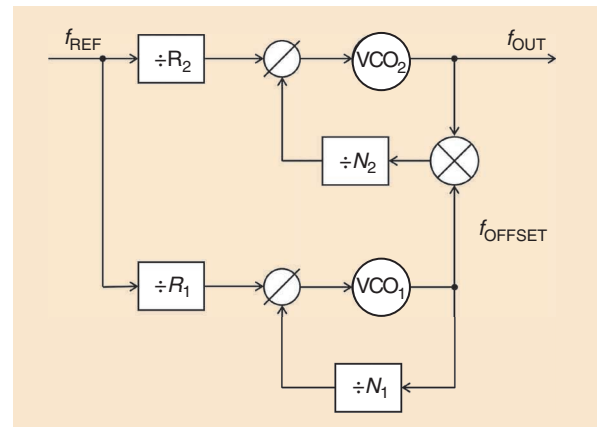 fREF
fOUT
÷R2
VCO2
÷N2
fOFFSET
÷R1
VCO1
÷N1